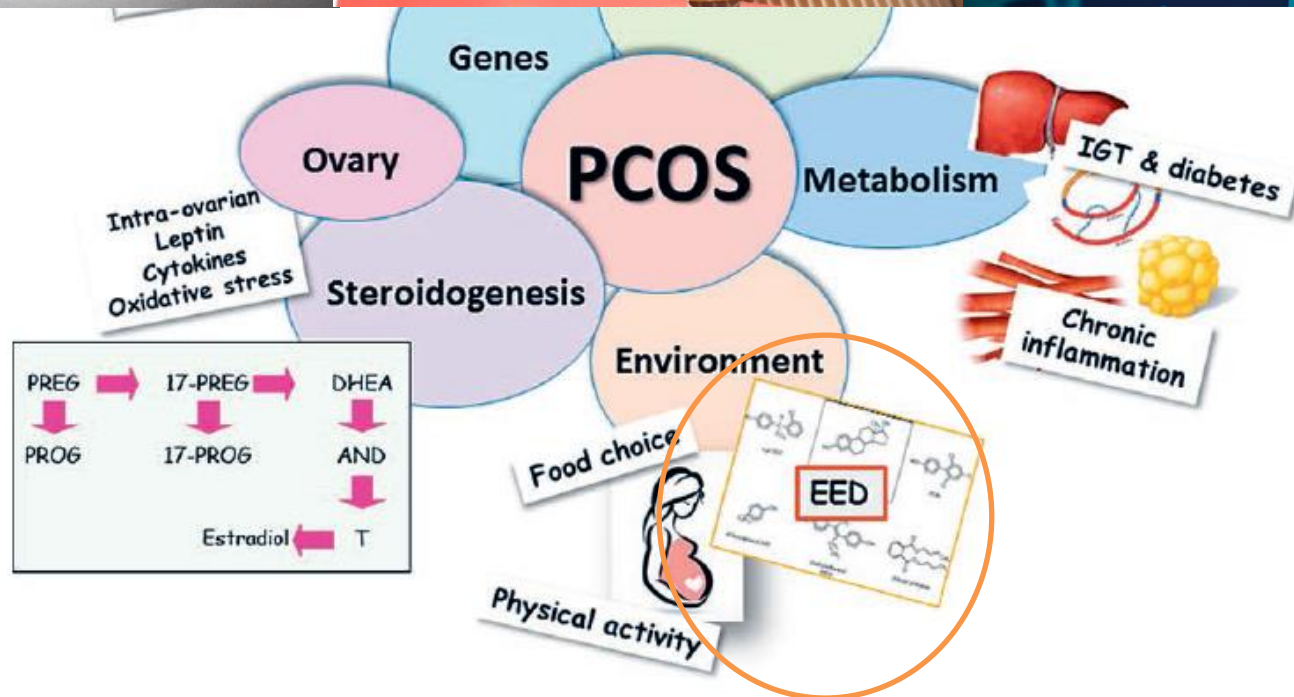 Genes
Ovary
PCOS
Metabolism
IGT & diabetes
Intra-ovarian
Leptin
Cytokines
Oxidative stress
Steroidogenesis
Chronic
inflammation
Environment
PREG 17-PREG DHEA
PROG 17-PROG AND
Estradiol T
Food choice
EED
Physical activity